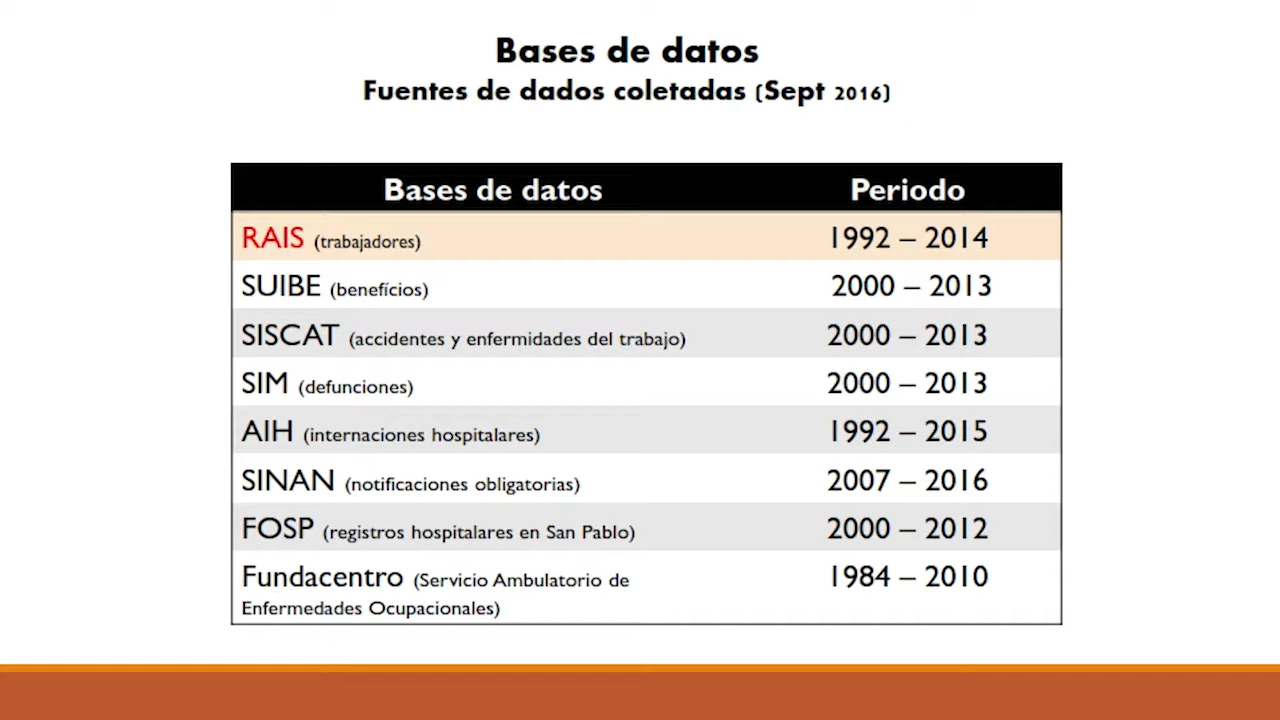 Bases de datos
Fuentes de dados coletadas (Sept 2016)
Bases de datos Periodo
RAIS (trabajadores) 1992 – 2014
SUIBE (benefícios) 2000 – 2013
SISCAT (accidentes y enfermidades del trabajo) 2000 – 2013
SIM (defunciones) 2000 – 2013
AIH (internaciones hospitalares) 1992 – 2015
SINAN (notificaciones obligatorias) 2007 – 2016
FOSP (registros hospitalares en San Pablo) 2000 – 2012
Fundacentro (Servicio Ambulatorio de 1984 – 2010
Enfermedades Ocupacionales)